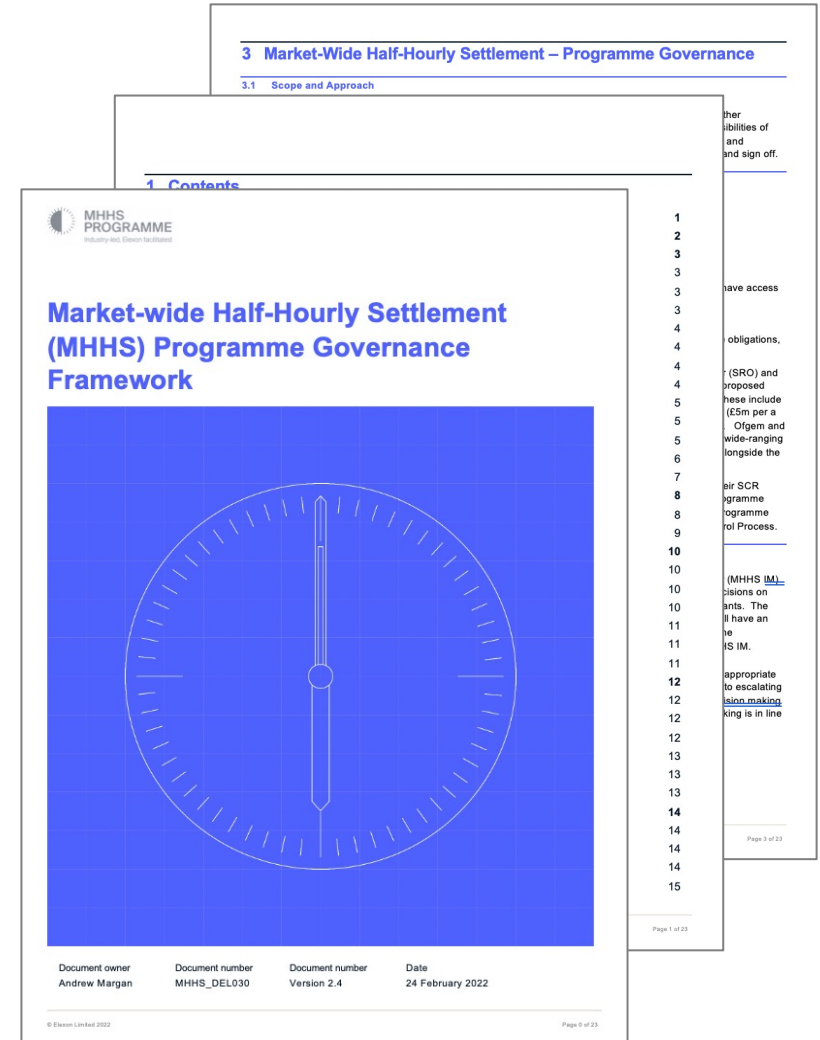 3 Market-Wide Half-Hourly Settlement – Programme Governance
3.1 Scope and Approach
ther
sibilities of
and
and sign off.
have access
obligations,
r (SRO) and
proposed
hese include
(£5m per a
. Ofgem and
wide-ranging
longside the
eir SCR
ogramme
rogramme
rol Process.
(MHHS IM)
cisions on
ants. The
ll have an
ne
HS IM.
appropriate
to escalating
ision making
king is in line
Page 3 of 23
1 Contents
1
2
3
3
3
3
4
4
4
4
5
5
5
6
7
8
8
9
10
10
10
10
11
11
11
12
12
12
12
13
13
13
14
14
14
14
15
Page 1 of 23
MHHS
PROGRAMME
Industry-led, Elexon facilitated
Market-wide Half-Hourly Settlement
(MHHS) Programme Governance
Framework
Document owner Document number Document number Date
Andrew Margan MHHS_DEL030 Version 2.4 24 February 2022
© Elexon Limited 2022 Page 0 of 23